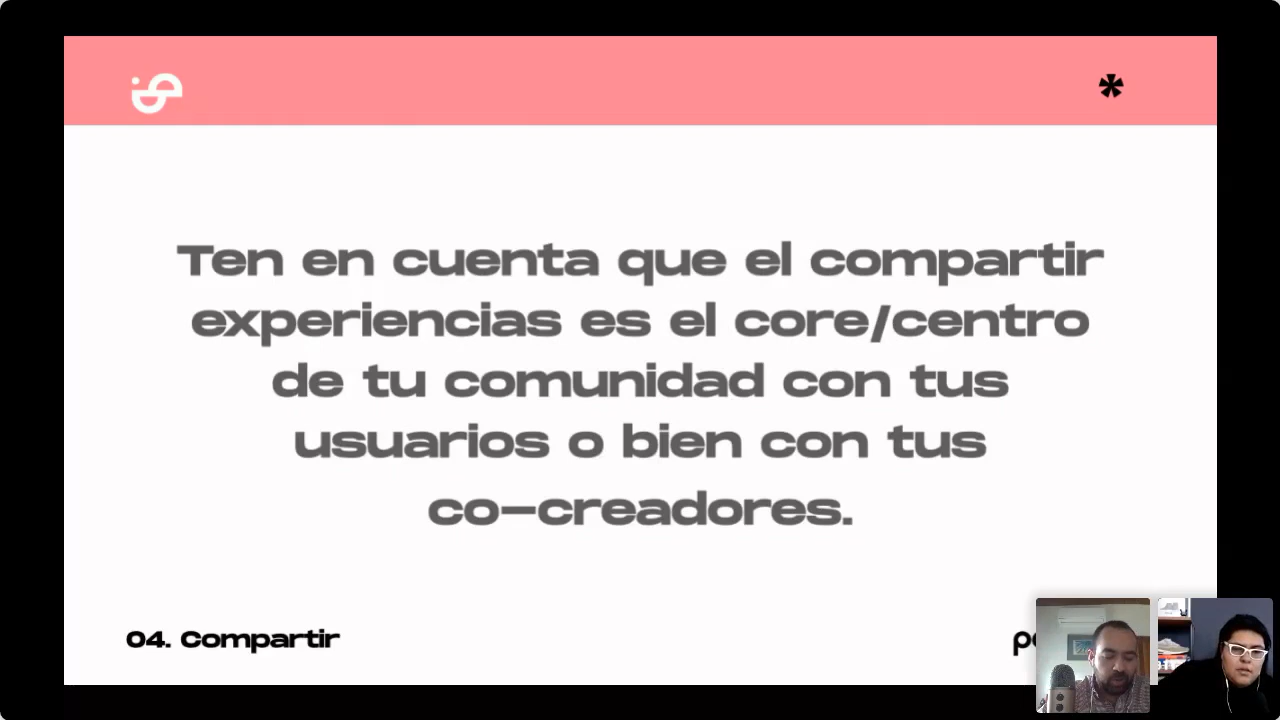 Ten en cuenta que el compartir
experiencias es el core/centro
de tu comunidad con tus
usuarios o bien con tus
co-creadores.
04. Compartir